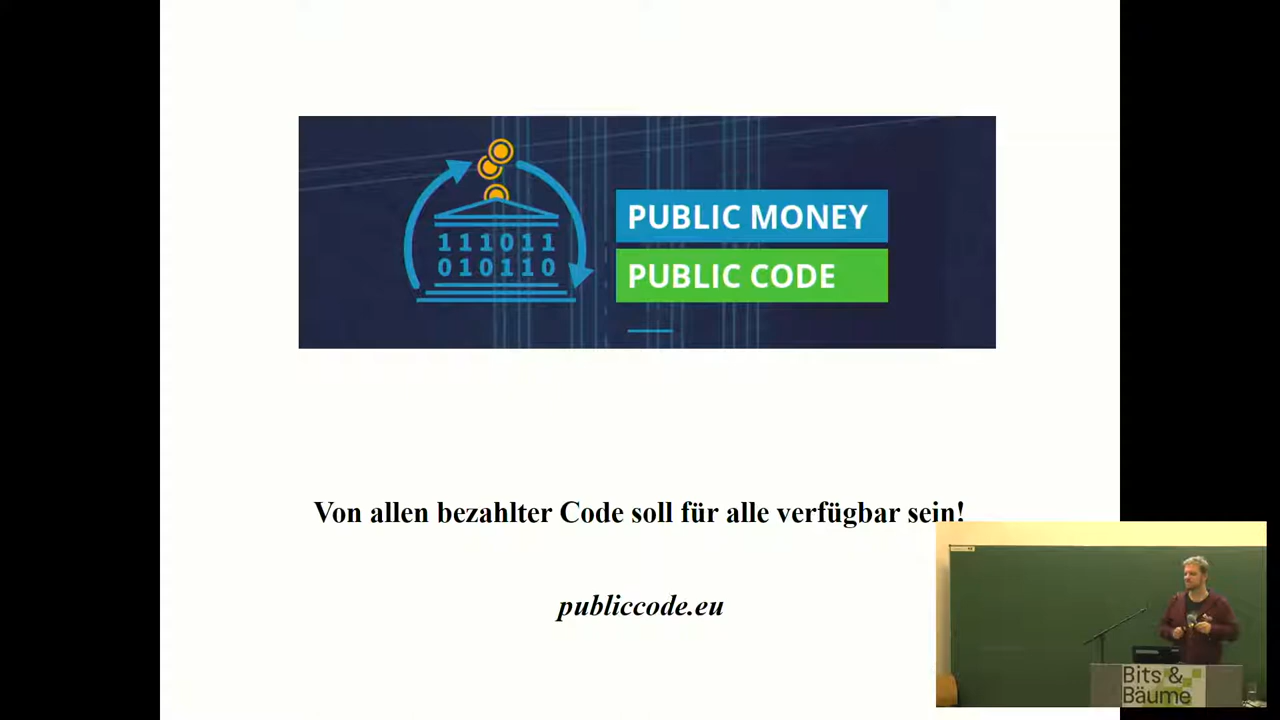 111011
010110
PUBLIC MONEY
PUBLIC CODE
Von allen bezahlter Code soll für alle verfügbar sein!
publiccode.eu
Bits &
Bäume